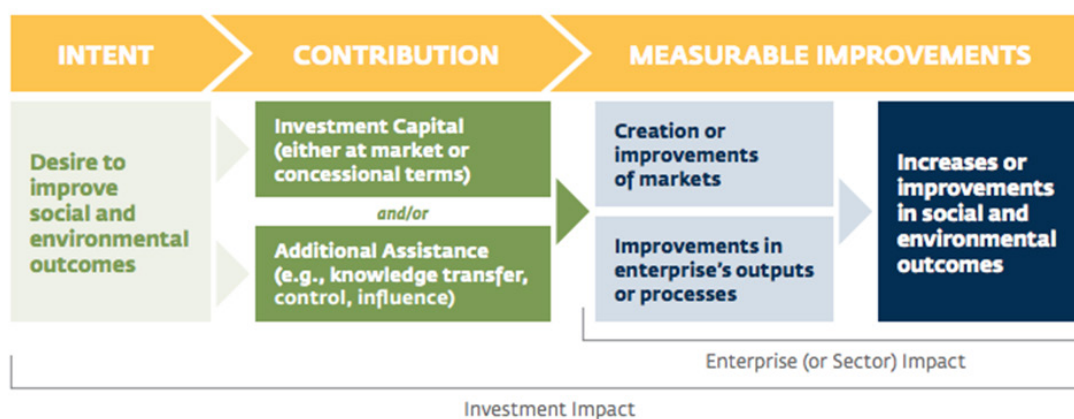 INTENT
CONTRIBUTION
MEASURABLE IMPROVEMENTS
Desire to
improve
social and
environmental
outcomes
Investment Capital
(either at market or
concessional terms)
and/or
Additional Assistance
(e.g., knowledge transfer,
control, influence)
Creation or
improvements
of markets
Improvements in
enterprise's outputs
or processes
Increases or
improvements
in social and
environmental
outcomes
Enterprise (or Sector) Impact
Investment Impact